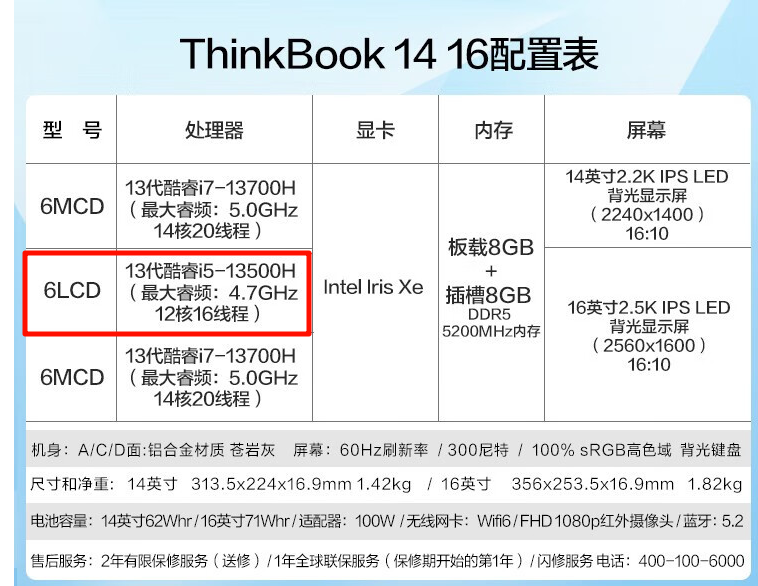 ThinkBook 14 16配置表
型 号 处理器 显卡 内存 屏幕
6MCD
13代酷睿i7-13700H
（最大睿频：5.0GHz
14核20线程）
6LCD
13代酷睿i5-13500H
（最大睿频：4.7GHz
12核16线程）
6MCD
13代酷睿i7-13700H
（最大睿频：5.0GHz
14核20线程）
Intel Iris Xe
板载8GB
+
插槽8GB
DDR5
5200MHz内存
14英寸2.2K IPS LED
背光显示屏
（2240x1400）
16:10
16英寸2.5K IPS LED
背光显示屏
（2560x1600）
16:10
机身：A/C/D面:铝合金材质 苍岩灰 屏幕：60Hz刷新率 / 300尼特 / 100% sRGB高色域 背光键盘
尺寸和净重：14英寸 313.5x224x16.9mm 1.42kg / 16英寸 356x253.5x16.9mm 1.82kg
电池容量：14英寸62Whr/16英寸71Whr/适配器：100W/无线网卡：Wifi6/FHD 1080p红外摄像头/蓝牙：5.2
售后服务：2年有限保修服务（送修）/1年全球联保服务（保修期开始的第1年）/闪修服务 电话：400-100-6000